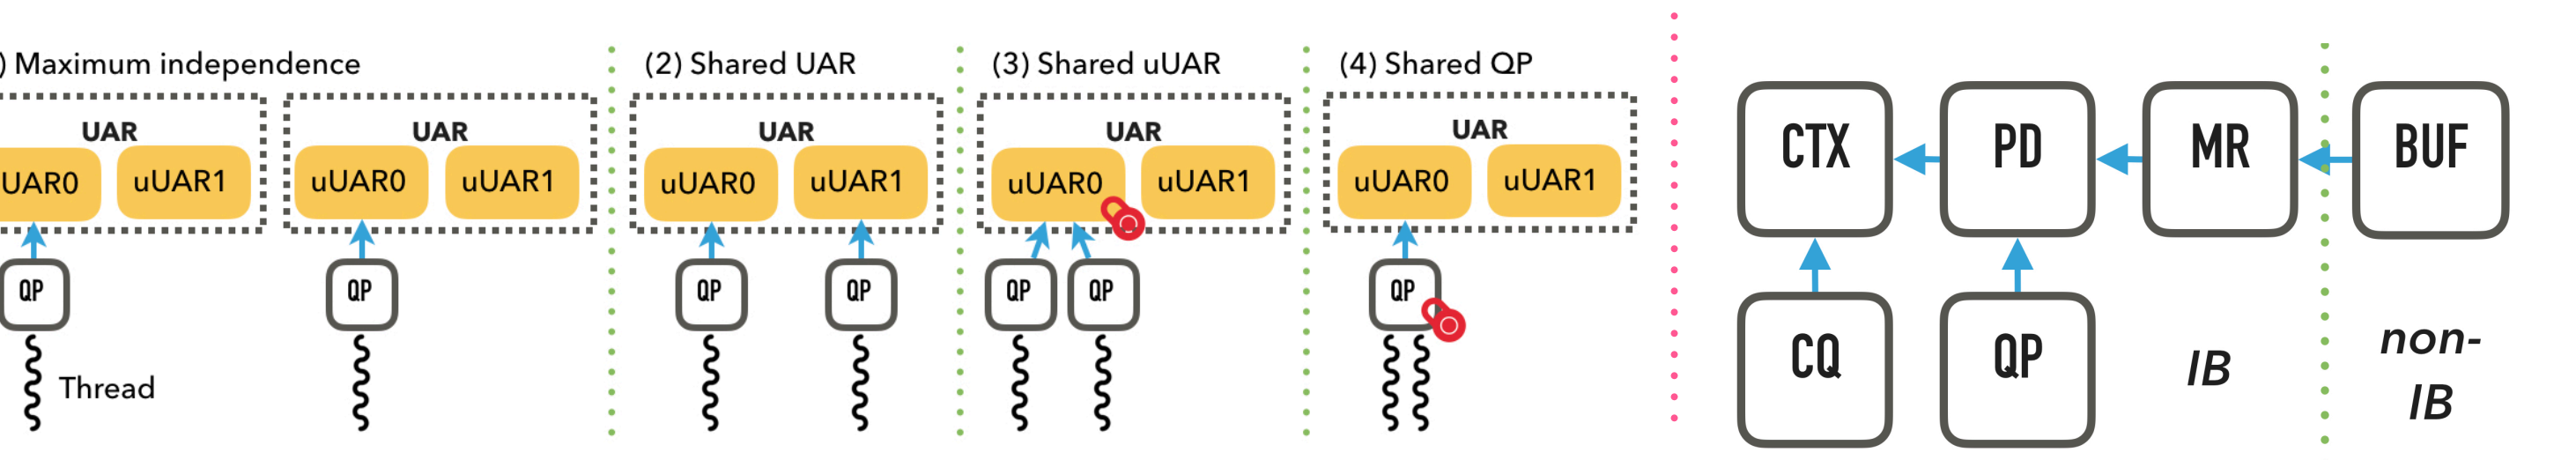 ) Maximum independence
UAR
UAR0
uUAR1
QP
Thread
UAR
uUAR0
uUAR1
QP
(2) Shared UAR
UAR
uUAR0
uUAR1
QP
QP
(3) Shared uUAR
UAR
uUAR0
uUAR1
QP
QP
(4) Shared QP
UAR
uUAR0
uUAR1
QP
CTX
PD
MR
BUF
CQ
QP
IB
non-
IB